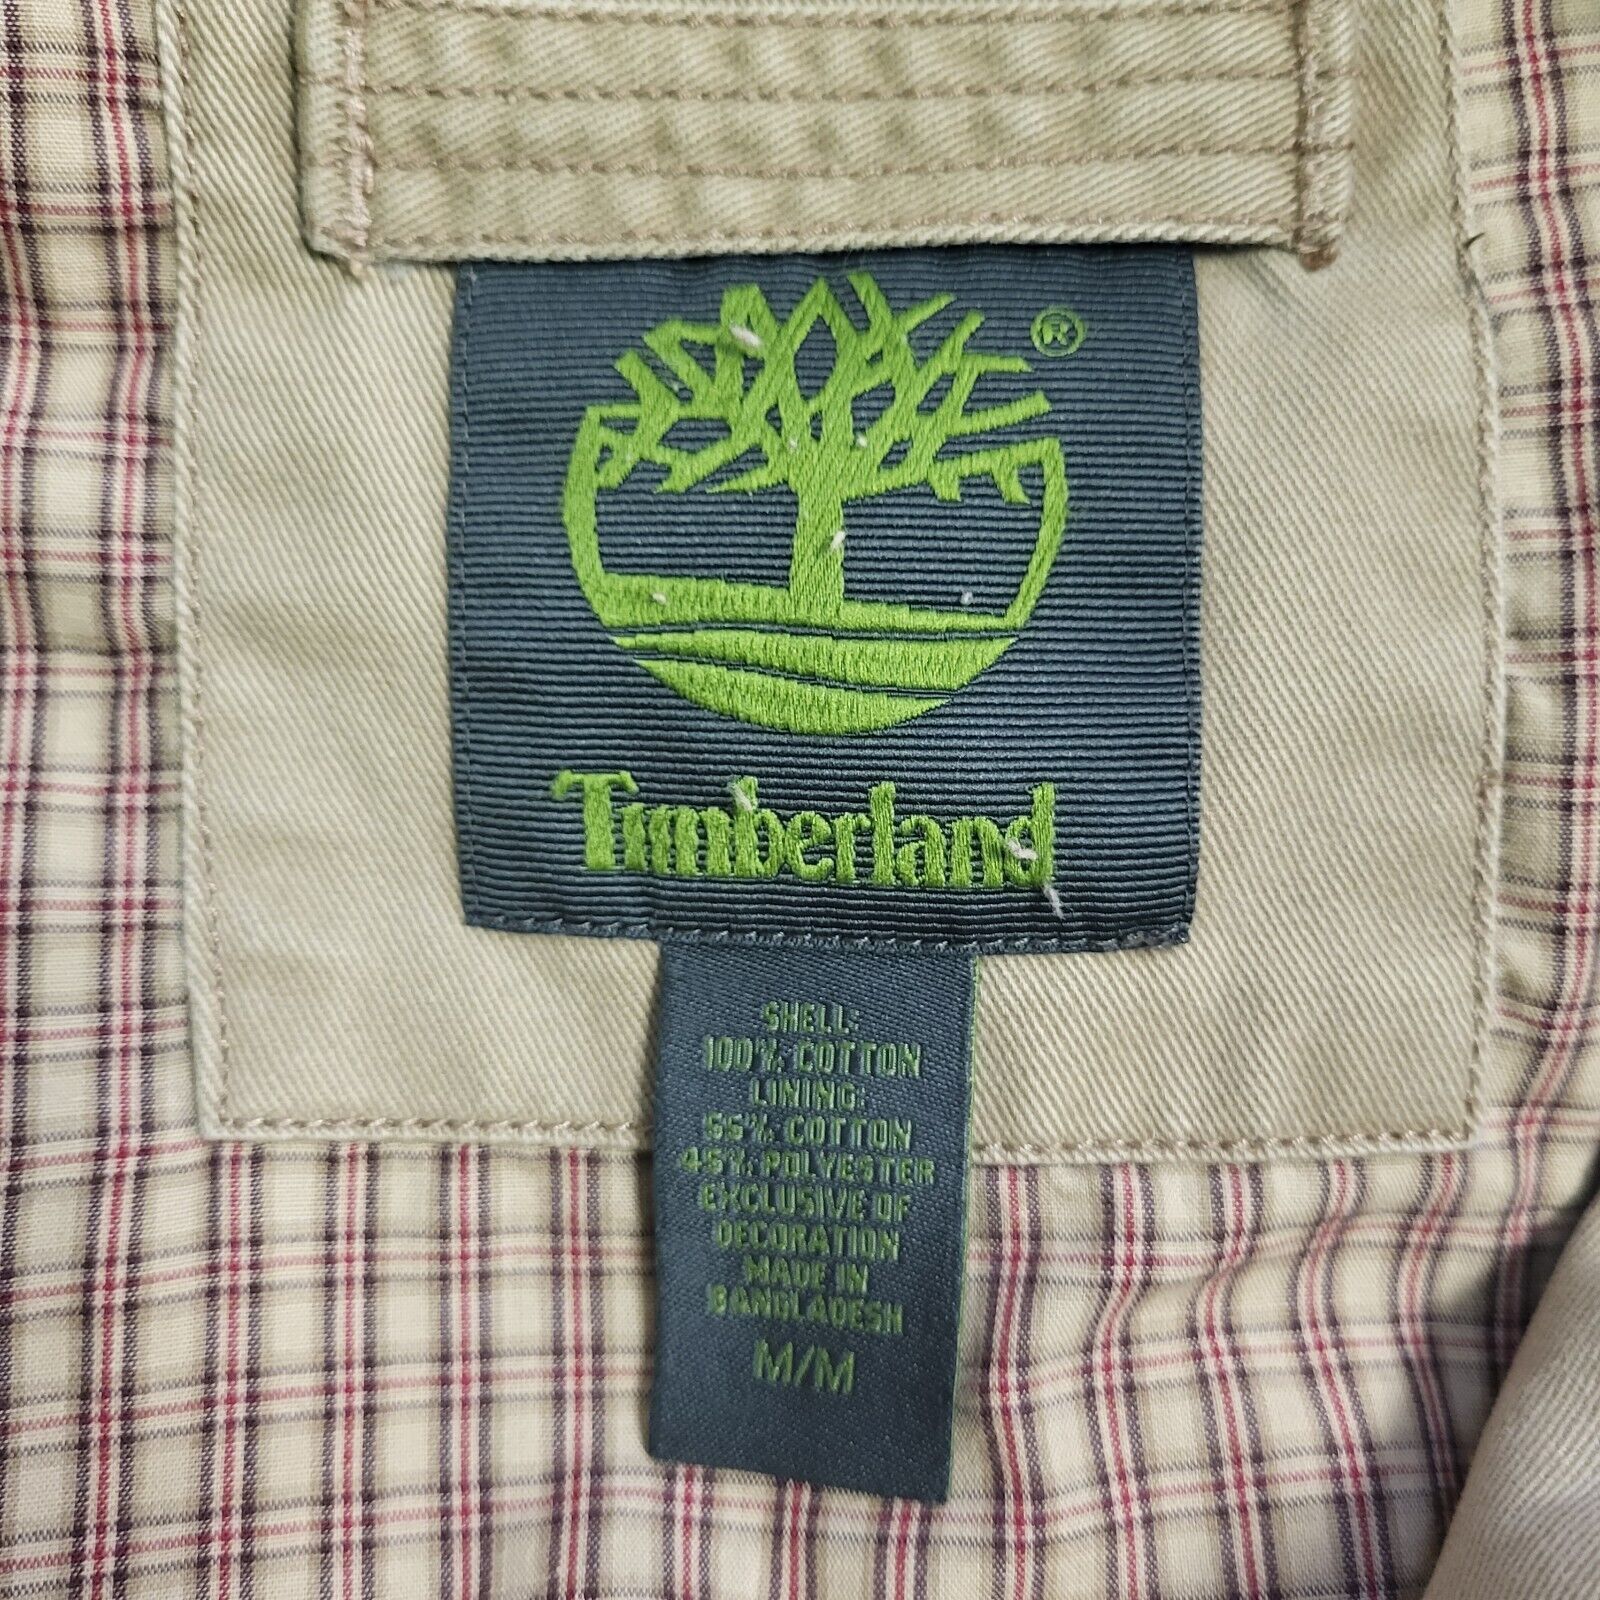 ®
Timberland
SHELL:
100% COTTON
LINING:
55% COTTON
45% POLYESTER
EXCLUSIVE OF
DECORATION
MADE IN
BANGLADESH
M/M